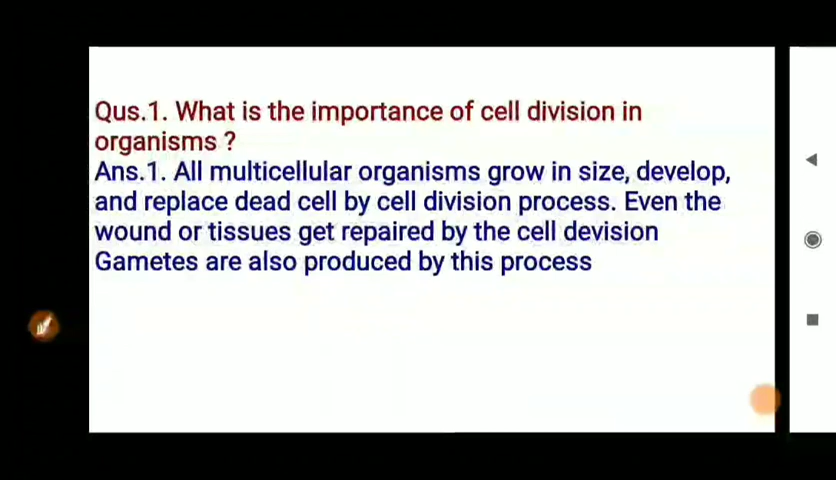 Qus.1. What is the importance of cell division in
organisms ?
Ans.1. All multicellular organisms grow in size, develop,
and replace dead cell by cell division process. Even the
wound or tissues get repaired by the cell devision
Gametes are also produced by this process